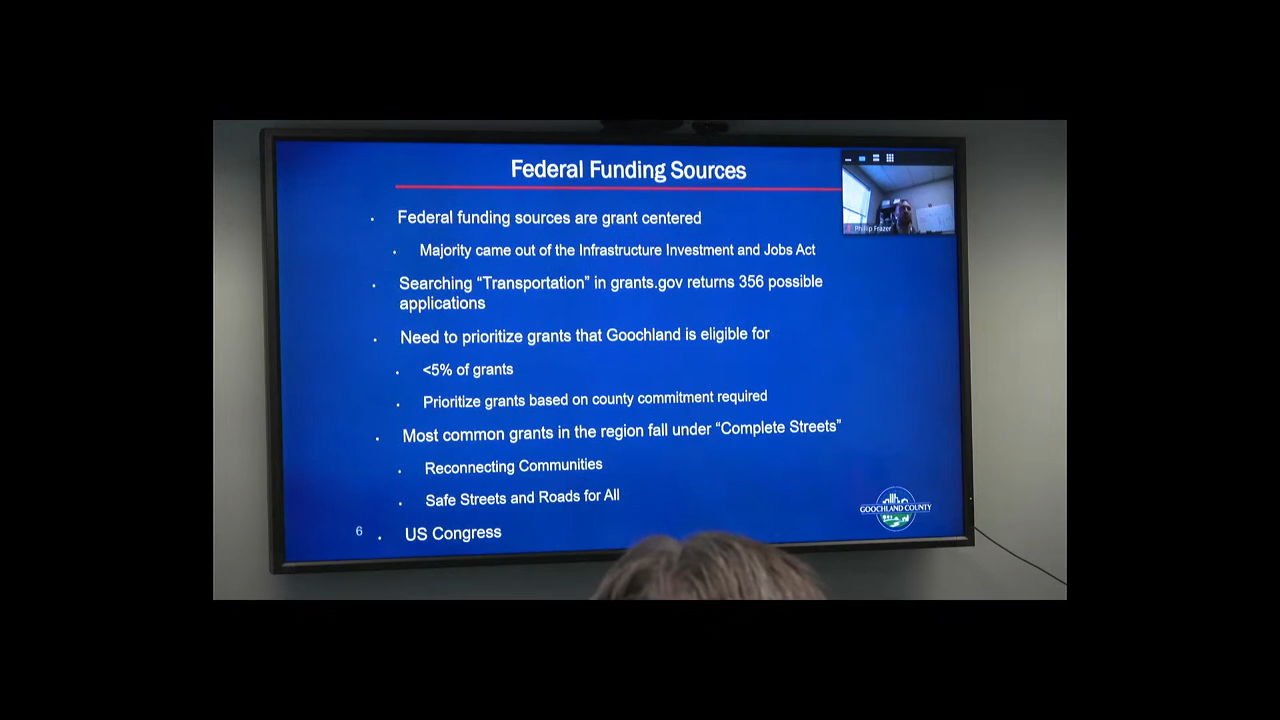 Federal Funding Sources
Phillip Frazer
• Federal funding sources are grant centered
• Majority came out of the Infrastructure Investment and Jobs Act
• Searching “Transportation” in grants.gov returns 356 possible
applications
• Need to prioritize grants that Goochland is eligible for
• <5% of grants
• Prioritize grants based on county commitment required
• Most common grants in the region fall under “Complete Streets”
• Reconnecting Communities
• Safe Streets and Roads for All
GOOCHLAND COUNTY
6
• US Congress